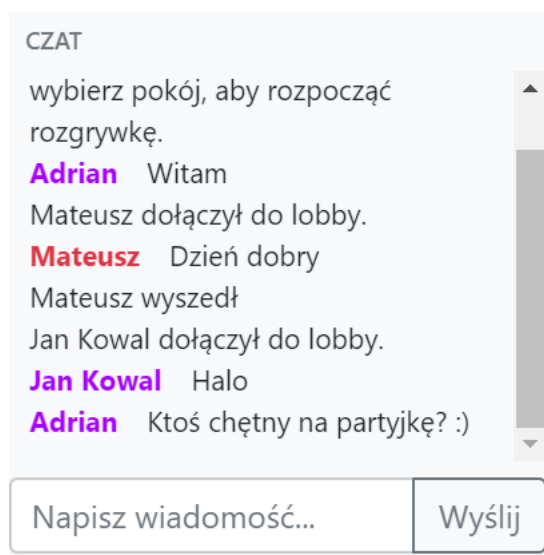 CZAT
wybierz pokój, aby rozpocząć
rozgrywkę.
Adrian Witam
Mateusz dołączył do lobby.
Mateusz Dzień dobry
Mateusz wyszedł
Jan Kowal dołączył do lobby.
Jan Kowal Halo
Adrian Ktoś chętny na partyjkę? :)
Napisz wiadomość... Wyślij